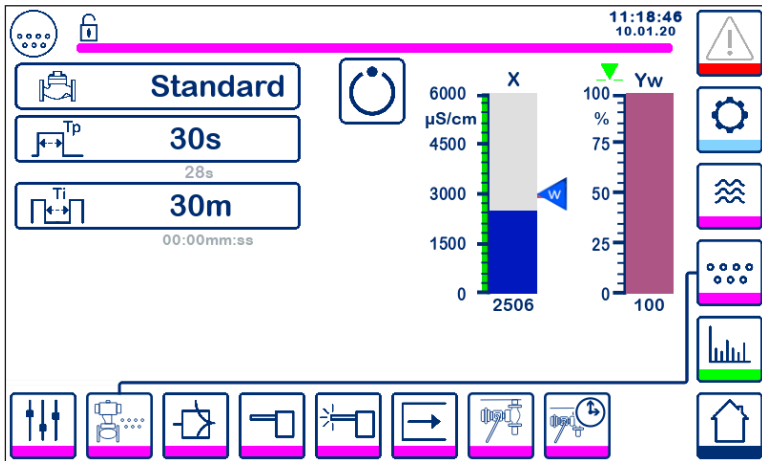 11:18:46
10.01.20
Standard
Tp
30s
28s
Ti
30m
00:00mm:ss
X
6000
µS/cm
4500
3000
1500
0
W
2506
Yw
100
%
75
50
25
0
100